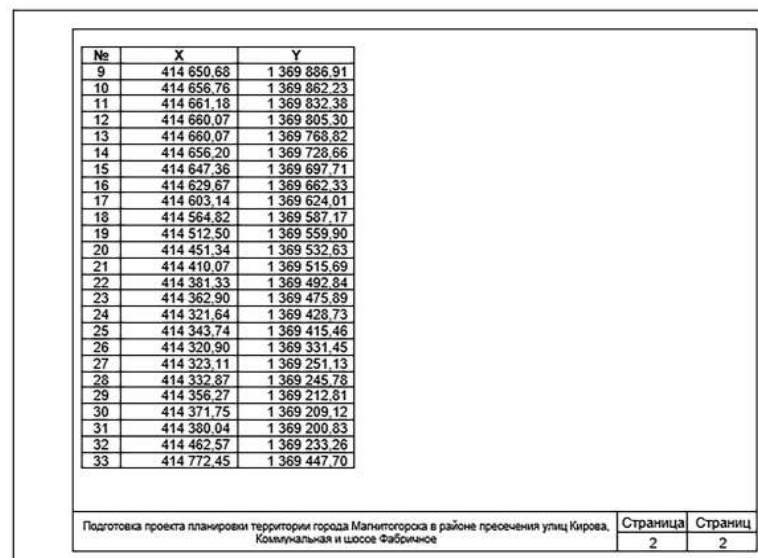 № X Y
9 414 650,68 1 369 886,91
10 414 656,76 1 369 862,23
11 414 661,18 1 369 832,38
12 414 660,07 1 369 805,30
13 414 660,07 1 369 768,82
14 414 656,20 1 369 728,66
15 414 647,36 1 369 697,71
16 414 629,67 1 369 662,33
17 414 603,14 1 369 624,01
18 414 564,82 1 369 587,17
19 414 512,50 1 369 559,90
20 414 451,34 1 369 532,63
21 414 410,07 1 369 515,69
22 414 381,33 1 369 492,84
23 414 362,90 1 369 475,89
24 414 321,64 1 369 428,73
25 414 343,74 1 369 415,46
26 414 320,90 1 369 331,45
27 414 323,11 1 369 251,13
28 414 332,87 1 369 245,78
29 414 356,27 1 369 212,81
30 414 371,75 1 369 209,12
31 414 380,04 1 369 200,83
32 414 462,57 1 369 233,26
33 414 772,45 1 369 447,70
Подготовка проекта планировки территории города Магнитогорска в районе пресечения улиц Кирова,
Коммунальная и шоссе Фабричное
Страница Страниц
2 2